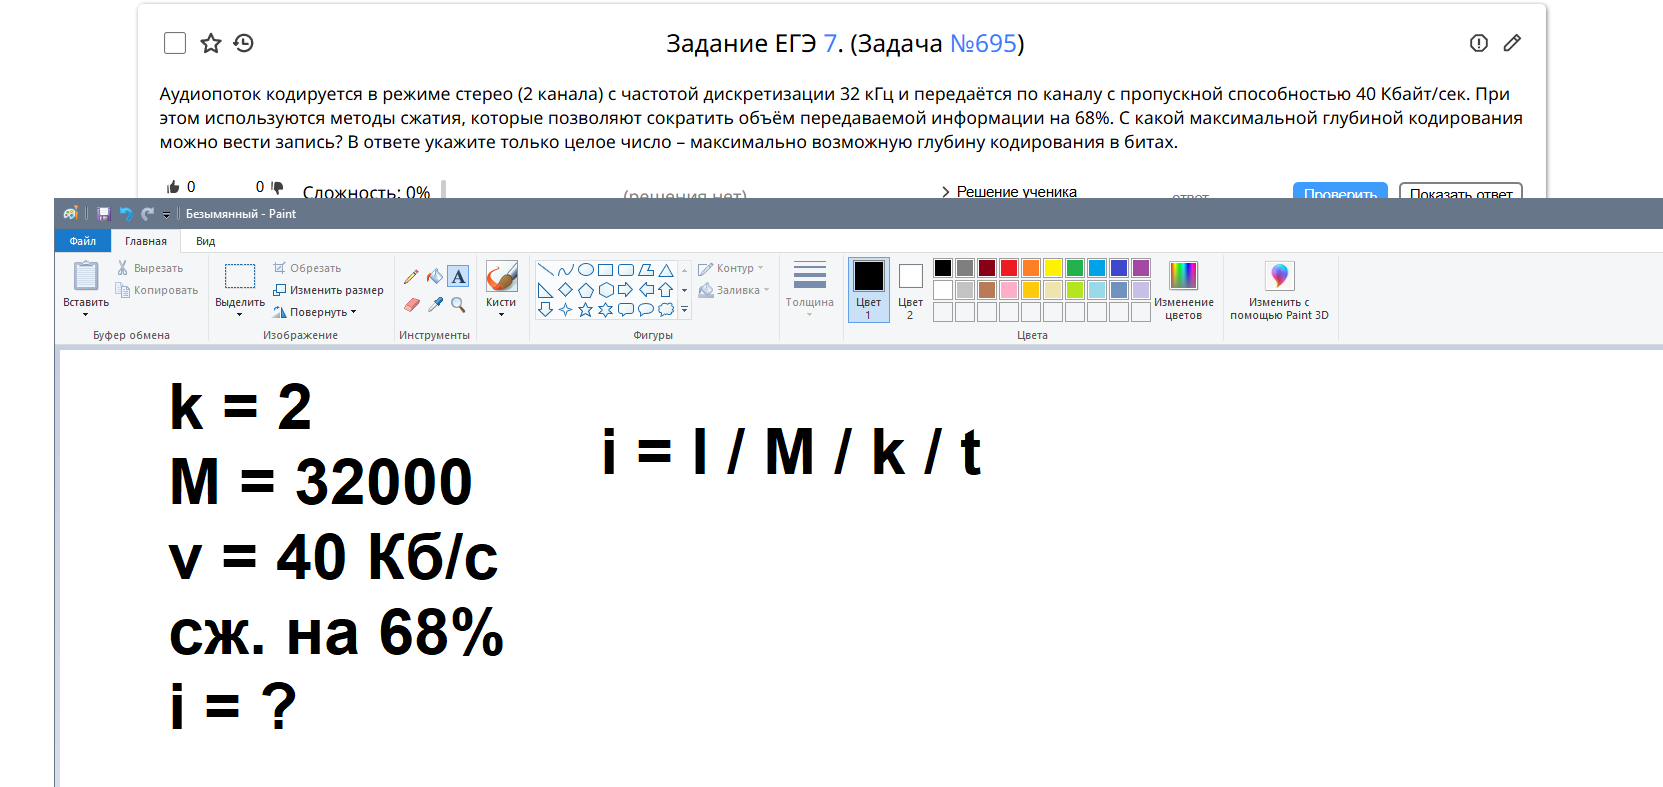 Задание ЕГЭ 7. (Задача №695)
Аудиопоток кодируется в режиме стерео (2 канала) с частотой дискретизации 32 кГц и передаётся по каналу с пропускной способностью 40 Кбайт/сек. При
этом используются методы сжатия, которые позволяют сократить объём передаваемой информации на 68%. С какой максимальной глубиной кодирования
можно вести запись? В ответе укажите только целое число – максимально возможную глубину кодирования в битах.
0 0 Сложность: 0% (решения нет) Решение ученика ответ Проверить Показать ответ
Безымянный - Paint
Файл Главная Вид
Вставить
Вырезать
Копировать
Буфер обмена
Выделить
Обрезать
Изменить размер
Повернуть
Изображение
A
Инструменты
Кисти
Контур
Заливка
Фигуры
Толщина
Цвет
1
Цвет
2
Изменение
цветов
Цвета
Изменить с
помощью Paint 3D
k = 2
M = 32000
v = 40 Кб/с
сж. на 68%
i = ?
i = I / M / k / t